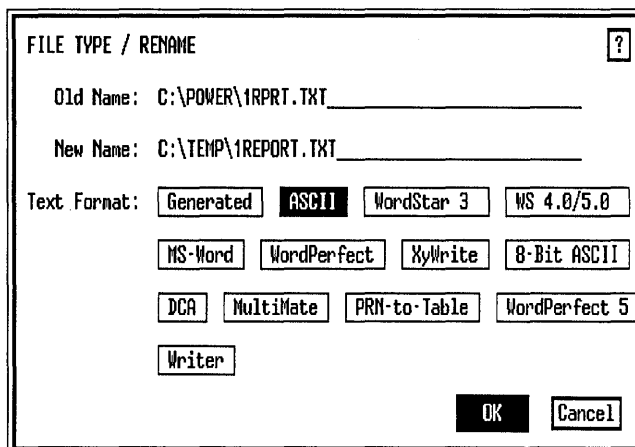 FILE TYPE / RENAME ?
Old Name: C:\POWER\1RPRT.TXT
New Name: C:\TEMP\1REPORT.TXT
Text Format: Generated ASCII WordStar 3 WS 4.0/5.0
MS-Word WordPerfect XyWrite 8-Bit ASCII
DCA MultiMate PRN-to-Table WordPerfect 5
Writer
OK Cancel